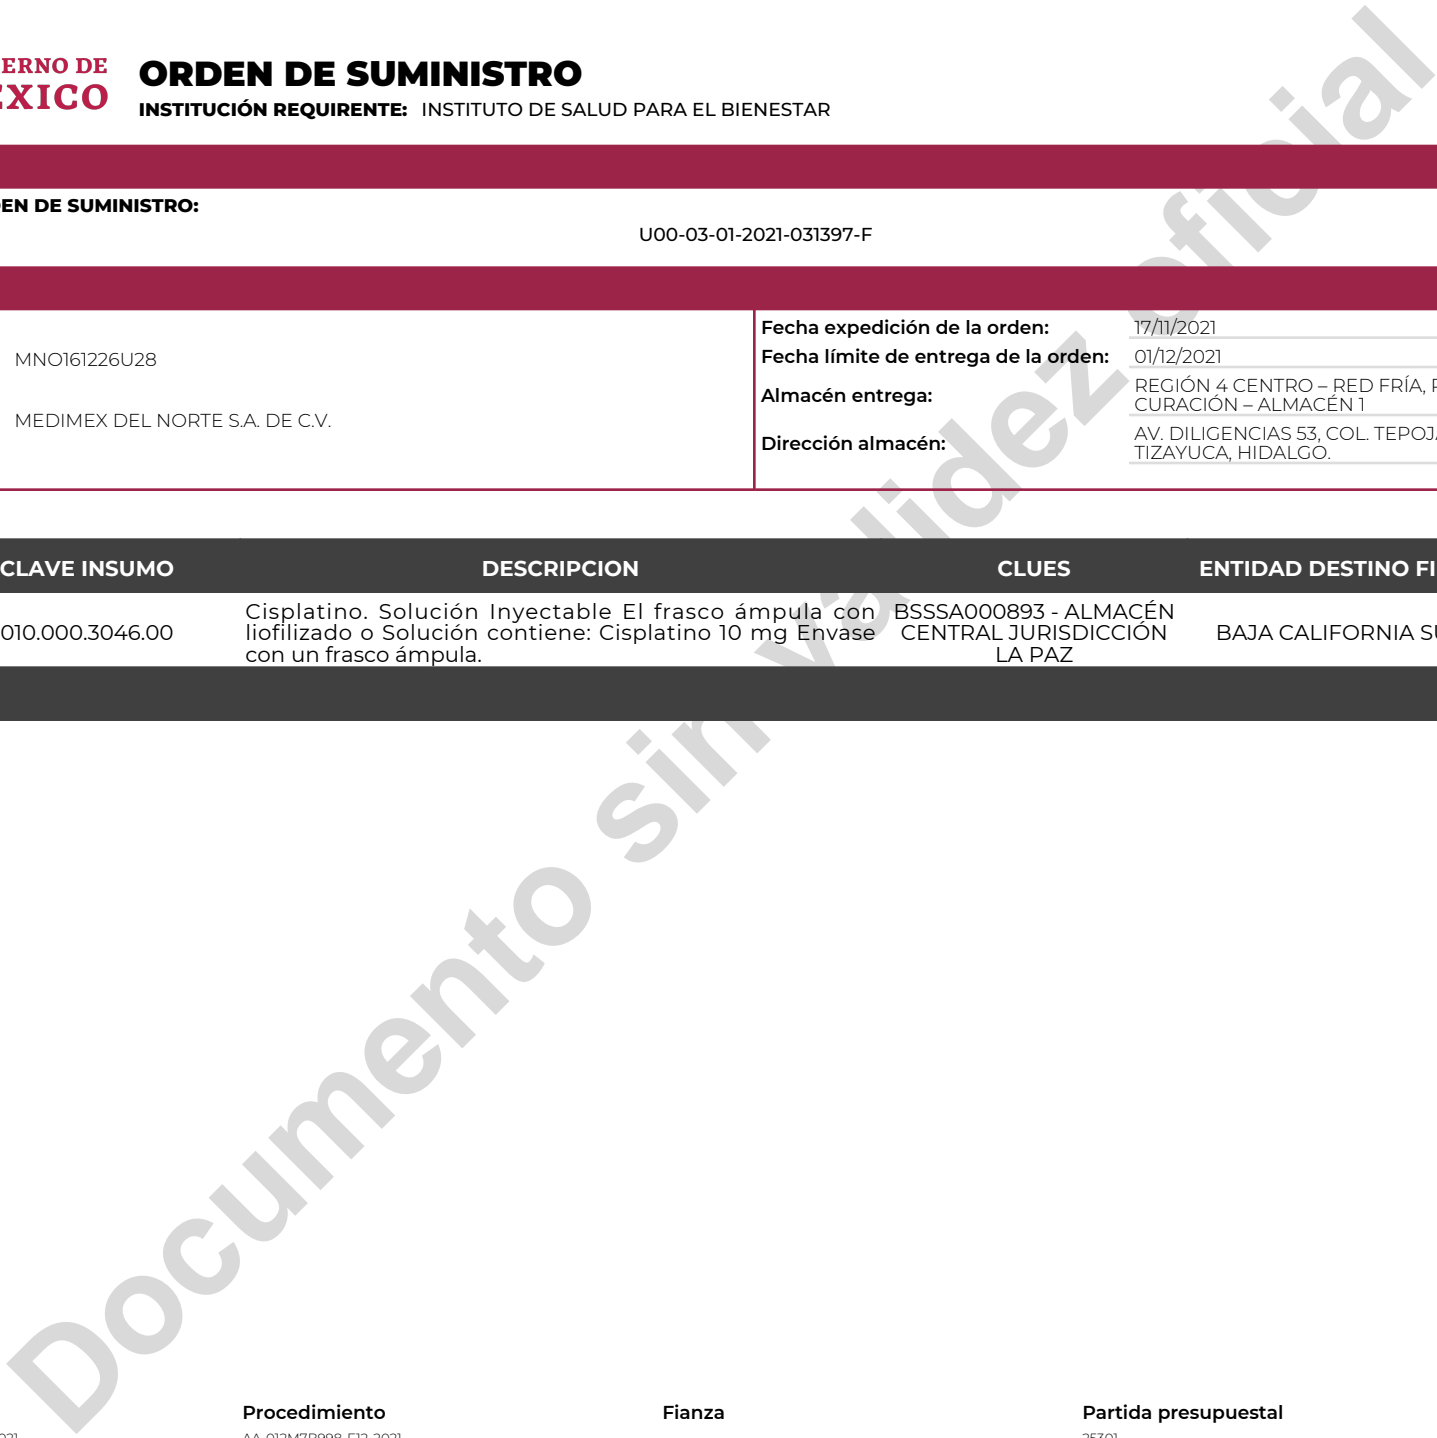 ERNO DE
ÉXICO
ORDEN DE SUMINISTRO
INSTITUCIÓN REQUIRENTE: INSTITUTO DE SALUD PARA EL BIENESTAR
EN DE SUMINISTRO:
U00-03-01-2021-031397-F
MNO161226U28
MEDIMEX DEL NORTE S.A. DE C.V.
Fecha expedición de la orden: 17/11/2021
Fecha límite de entrega de la orden: 01/12/2021
Almacén entrega: REGIÓN 4 CENTRO – RED FRÍA,
CURACIÓN – ALMACÉN 1
Dirección almacén: AV. DILIGENCIAS 53, COL. TEPOJ
TIZAYUCA, HIDALGO.
CLAVE INSUMO DESCRIPCION CLUES ENTIDAD DESTINO FI
010.000.3046.00
Cisplatino. Solución Inyectable El frasco ámpula con
liofilizado o Solución contiene: Cisplatino 10 mg Envase
con un frasco ámpula.
BSSSA000893 - ALMACÉN
CENTRAL JURISDICCIÓN
LA PAZ
BAJA CALIFORNIA S
Documento sin validez oficial
Procedimiento Fianza Partida presupuestal